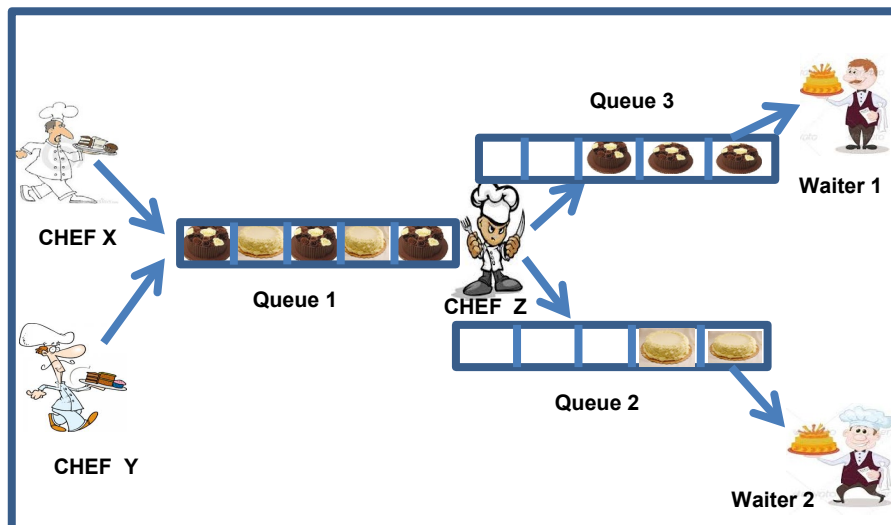 Queue 3
Waiter 1
CHEF X
Queue 1
CHEF Z
Queue 2
CHEF Y
Waiter 2